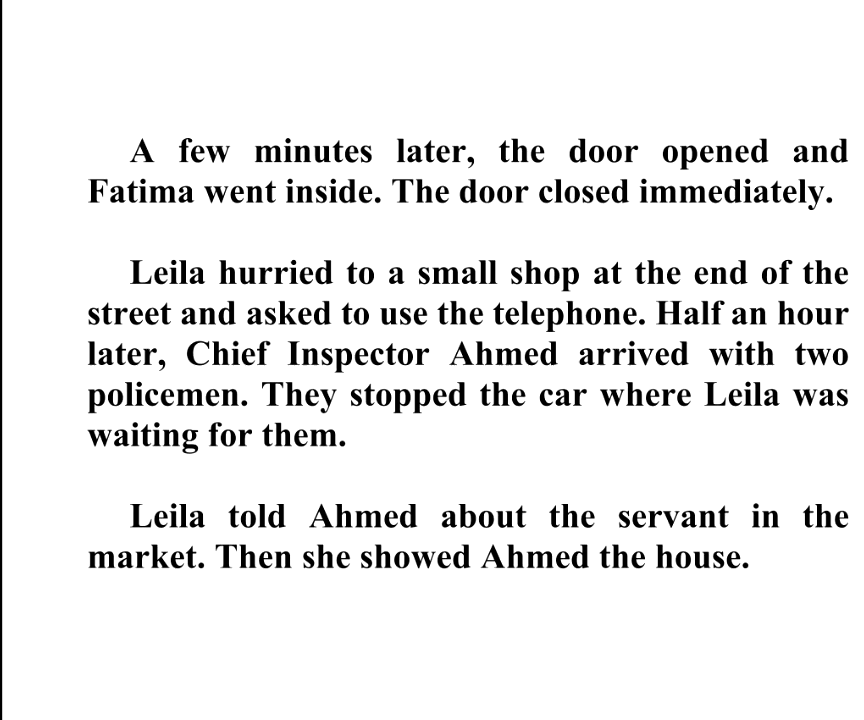 A few minutes later, the door opened and
Fatima went inside. The door closed immediately.
Leila hurried to a small shop at the end of the
street and asked to use the telephone. Half an hour
later, Chief Inspector Ahmed arrived with two
policemen. They stopped the car where Leila was
waiting for them.
Leila told Ahmed about the servant in the
market. Then she showed Ahmed the house.